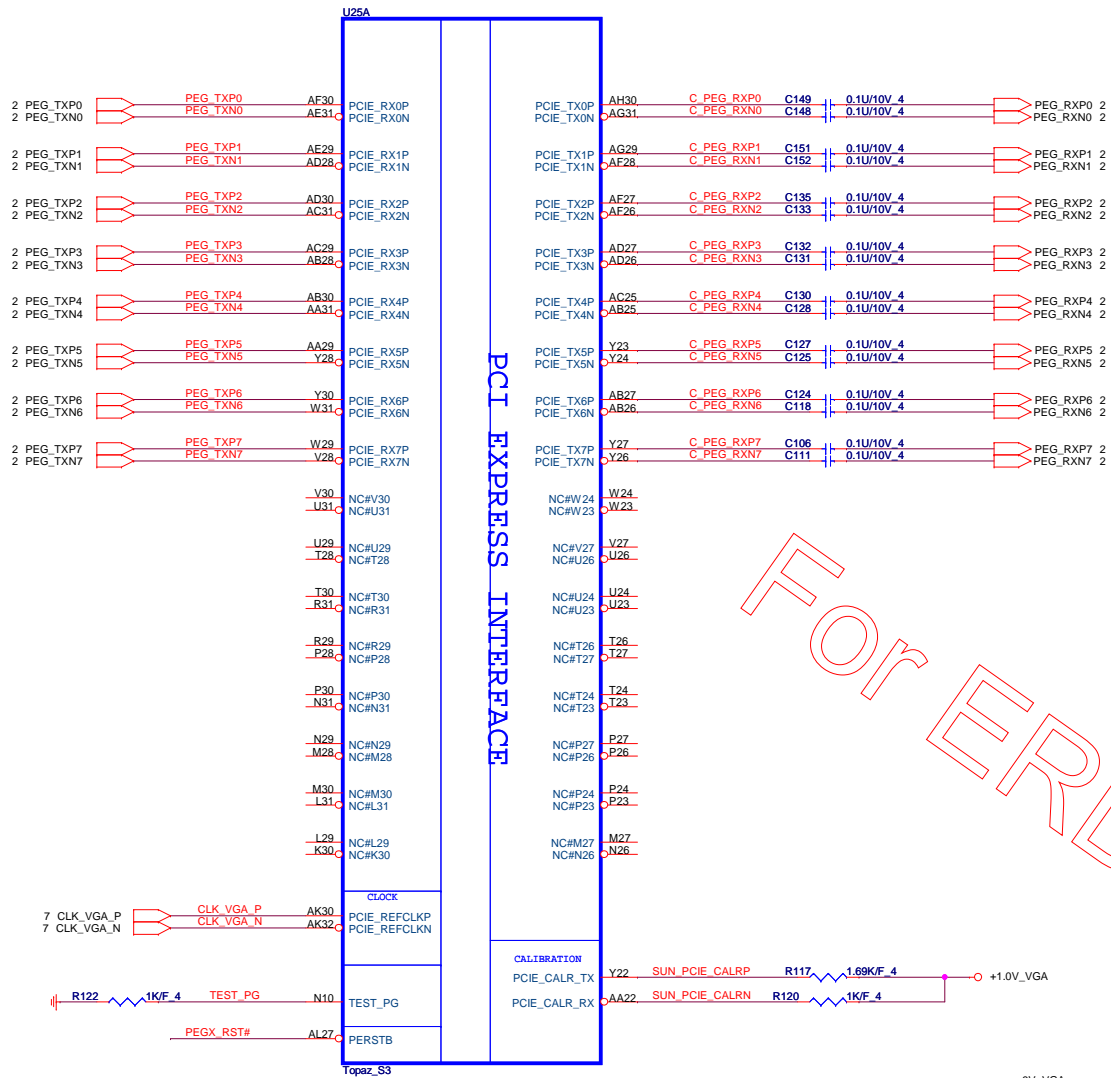 U25A
2 PEG_TXP0 PEG_TXP0 AF30 PCIE_RX0P PCIE_TX0P AH30 C_PEG_RXP0 C149 0.1U/10V_4 PEG_RXP0 2
2 PEG_TXN0 PEG_TXN0 AE31 PCIE_RX0N PCIE_TX0N AG31 C_PEG_RXN0 C148 0.1U/10V_4 PEG_RXN0 2
2 PEG_TXP1 PEG_TXP1 AE29 PCIE_RX1P PCIE_TX1P AG29 C_PEG_RXP1 C151 0.1U/10V_4 PEG_RXP1 2
2 PEG_TXN1 PEG_TXN1 AD28 PCIE_RX1N PCIE_TX1N AF28 C_PEG_RXN1 C152 0.1U/10V_4 PEG_RXN1 2
2 PEG_TXP2 PEG_TXP2 AD30 PCIE_RX2P PCIE_TX2P AF27 C_PEG_RXP2 C135 0.1U/10V_4 PEG_RXP2 2
2 PEG_TXN2 PEG_TXN2 AC31 PCIE_RX2N PCIE_TX2N AF26 C_PEG_RXN2 C133 0.1U/10V_4 PEG_RXN2 2
2 PEG_TXP3 PEG_TXP3 AC29 PCIE_RX3P PCIE_TX3P AD27 C_PEG_RXP3 C132 0.1U/10V_4 PEG_RXP3 2
2 PEG_TXN3 PEG_TXN3 AB28 PCIE_RX3N PCIE_TX3N AD26 C_PEG_RXN3 C131 0.1U/10V_4 PEG_RXN3 2
2 PEG_TXP4 PEG_TXP4 AB30 PCIE_RX4P PCIE_TX4P AC25 C_PEG_RXP4 C130 0.1U/10V_4 PEG_RXP4 2
2 PEG_TXN4 PEG_TXN4 AA31 PCIE_RX4N PCIE_TX4N AB25 C_PEG_RXN4 C128 0.1U/10V_4 PEG_RXN4 2
2 PEG_TXP5 PEG_TXP5 AA29 PCIE_RX5P PCIE_TX5P Y23 C_PEG_RXP5 C127 0.1U/10V_4 PEG_RXP5 2
2 PEG_TXN5 PEG_TXN5 Y28 PCIE_RX5N PCIE_TX5N Y24 C_PEG_RXN5 C125 0.1U/10V_4 PEG_RXN5 2
2 PEG_TXP6 PEG_TXP6 Y30 PCIE_RX6P PCIE_TX6P AB27 C_PEG_RXP6 C124 0.1U/10V_4 PEG_RXP6 2
2 PEG_TXN6 PEG_TXN6 W31 PCIE_RX6N PCIE_TX6N AB26 C_PEG_RXN6 C118 0.1U/10V_4 PEG_RXN6 2
2 PEG_TXP7 PEG_TXP7 W29 PCIE_RX7P PCIE_TX7P Y27 C_PEG_RXP7 C106 0.1U/10V_4 PEG_RXP7 2
2 PEG_TXN7 PEG_TXN7 V28 PCIE_RX7N PCIE_TX7N Y26 C_PEG_RXN7 C111 0.1U/10V_4 PEG_RXN7 2
PCI EXPRESS INTERFACE
V30 NC#V30 NC#W24 W24
U31 NC#U31 NC#W23 W23
U29 NC#U29 NC#V27 V27
T28 NC#T28 NC#U26 U26
T30 NC#T30 NC#U24 U24
R31 NC#R31 NC#U23 U23
R29 NC#R29 NC#T26 T26
P28 NC#P28 NC#T27 T27
P30 NC#P30 NC#T24 T24
N31 NC#N31 NC#T23 T23
N29 NC#N29 NC#P27 P27
M28 NC#M28 NC#P26 P26
M30 NC#M30 NC#P24 P24
L31 NC#L31 NC#P23 P23
L29 NC#L29 NC#M27 M27
K30 NC#K30 NC#N26 N26
For ER
CLOCK
7 CLK_VGA_P CLK_VGA_P AK30 PCIE_REFCLKP
7 CLK_VGA_N CLK_VGA_N AK32 PCIE_REFCLKN
CALIBRATION
PCIE_CALR_TX Y22 SUN_PCIE_CALRP R117 1.69K/F_4 +1.0V_VGA
R122 1K/F_4 TEST_PG N10 TEST_PG PCIE_CALR_RX AA22 SUN_PCIE_CALRN R120 1K/F_4
PEGX_RST# AL27 PERSTB
Topaz_S3